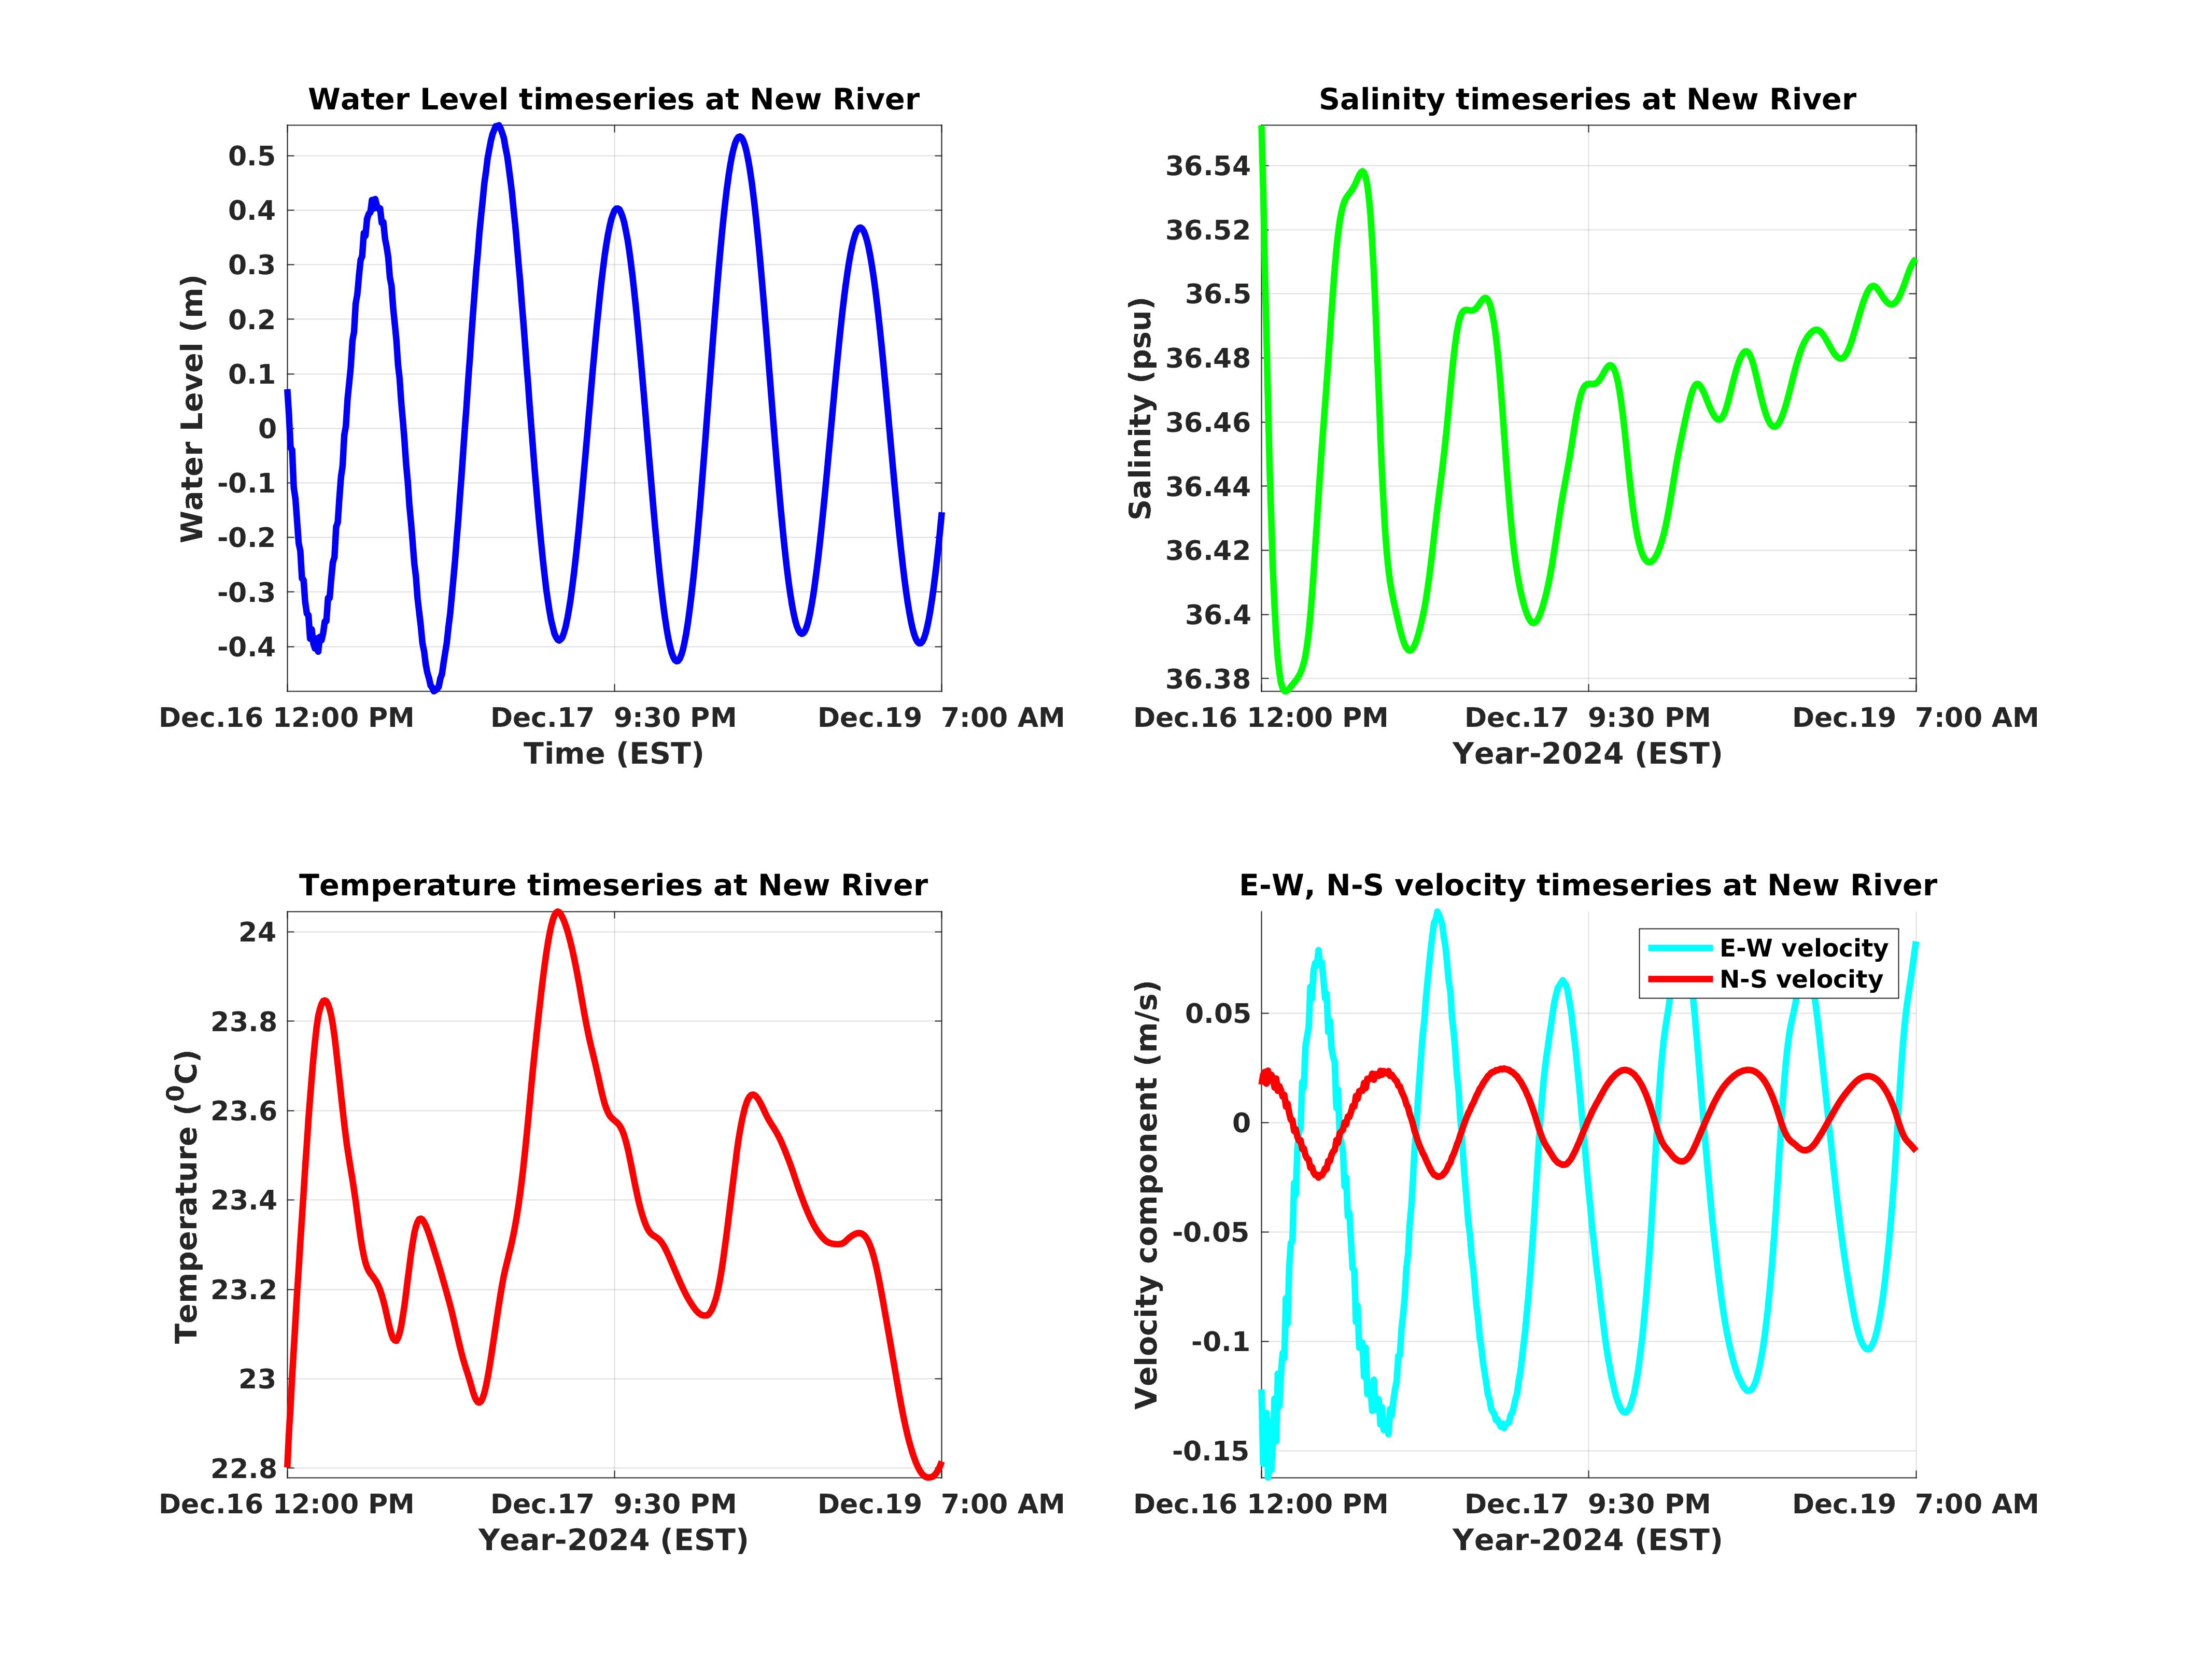 Water Level timeseries at New River
Water Level (m)
0.5
0.4
0.3
0.2
0.1
0
-0.1
-0.2
-0.3
-0.4
Dec.16 12:00 PM Dec.17 9:30 PM Dec.19 7:00 AM
Time (EST)
Salinity timeseries at New River
Salinity (psu)
36.54
36.52
36.5
36.48
36.46
36.44
36.42
36.4
36.38
Dec.16 12:00 PM Dec.17 9:30 PM Dec.19 7:00 AM
Year-2024 (EST)
Temperature timeseries at New River
Temperature (⁰C)
24
23.8
23.6
23.4
23.2
23
22.8
Dec.16 12:00 PM Dec.17 9:30 PM Dec.19 7:00 AM
Year-2024 (EST)
E-W, N-S velocity timeseries at New River
E-W velocity
N-S velocity
Velocity component (m/s)
0.05
0
-0.05
-0.1
-0.15
Dec.16 12:00 PM Dec.17 9:30 PM Dec.19 7:00 AM
Year-2024 (EST)